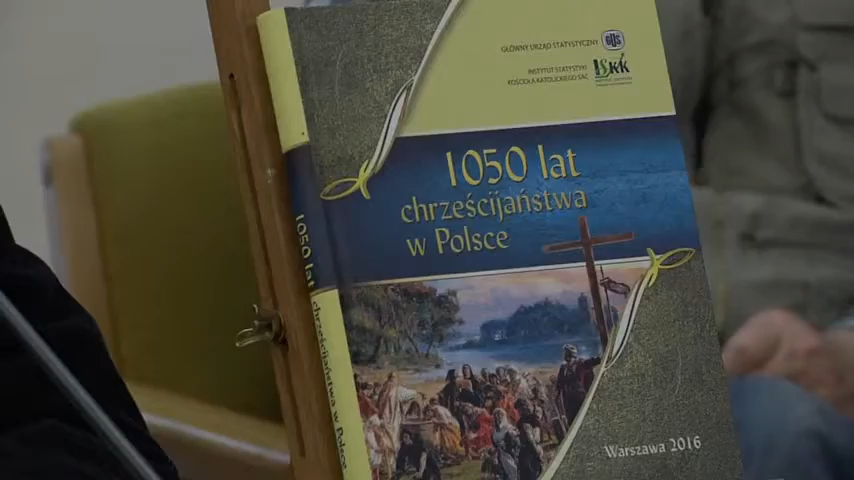 GŁÓWNY URZĄD STATYSTYCZNY
GUS
INSTYTUT STATYSTYKI
KOŚCIOŁA KATOLICKIEGO SAC
ISKK
1050 lat
chrześcijaństwa
w Polsce
1050 lat chrześcijaństwa w Polsce
Warszawa 2016